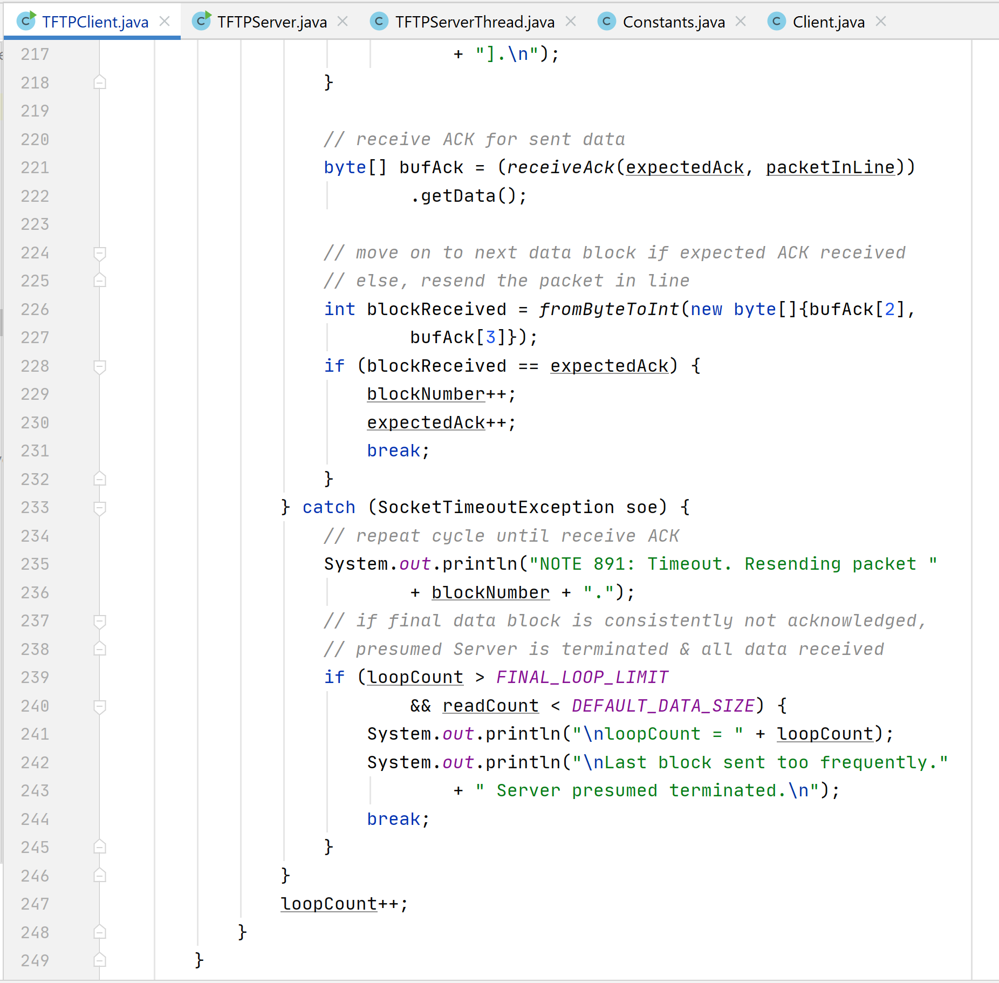 TFTPClient.java TFTPServer.java TFTPServerThread.java Constants.java Client.java
217 + "].\n");
218 }
219
220 // receive ACK for sent data
221 byte[] bufAck = (receiveAck(expectedAck, packetInLine))
222 .getData();
223
224 // move on to next data block if expected ACK received
225 // else, resend the packet in line
226 int blockReceived = fromByteToInt(new byte[]{bufAck[2],
227 bufAck[3]});
228 if (blockReceived == expectedAck) {
229 blockNumber++;
230 expectedAck++;
231 break;
232 }
233 } catch (SocketTimeoutException soe) {
234 // repeat cycle until receive ACK
235 System.out.println("NOTE 891: Timeout. Resending packet "
236 + blockNumber + ".");
237 // if final data block is consistently not acknowledged,
238 // presumed Server is terminated & all data received
239 if (loopCount > FINAL_LOOP_LIMIT
240 && readCount < DEFAULT_DATA_SIZE) {
241 System.out.println("\nloopCount = " + loopCount);
242 System.out.println("\nLast block sent too frequently."
243 + " Server presumed terminated.\n");
244 break;
245 }
246 }
247 loopCount++;
248 }
249 }